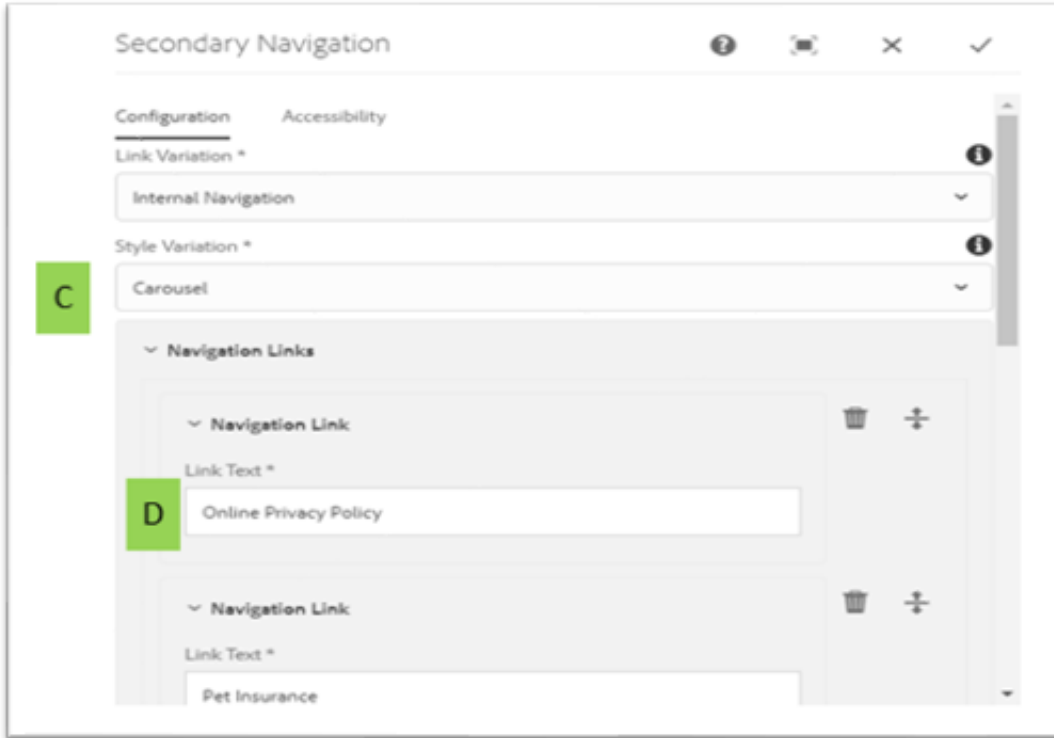 Secondary Navigation
Configuration Accessibility
Link Variation *
Internal Navigation
Style Variation *
C
Carousel
Navigation Links
Navigation Link
Link Text *
D
Online Privacy Policy
Navigation Link
Link Text *
Pet Insurance